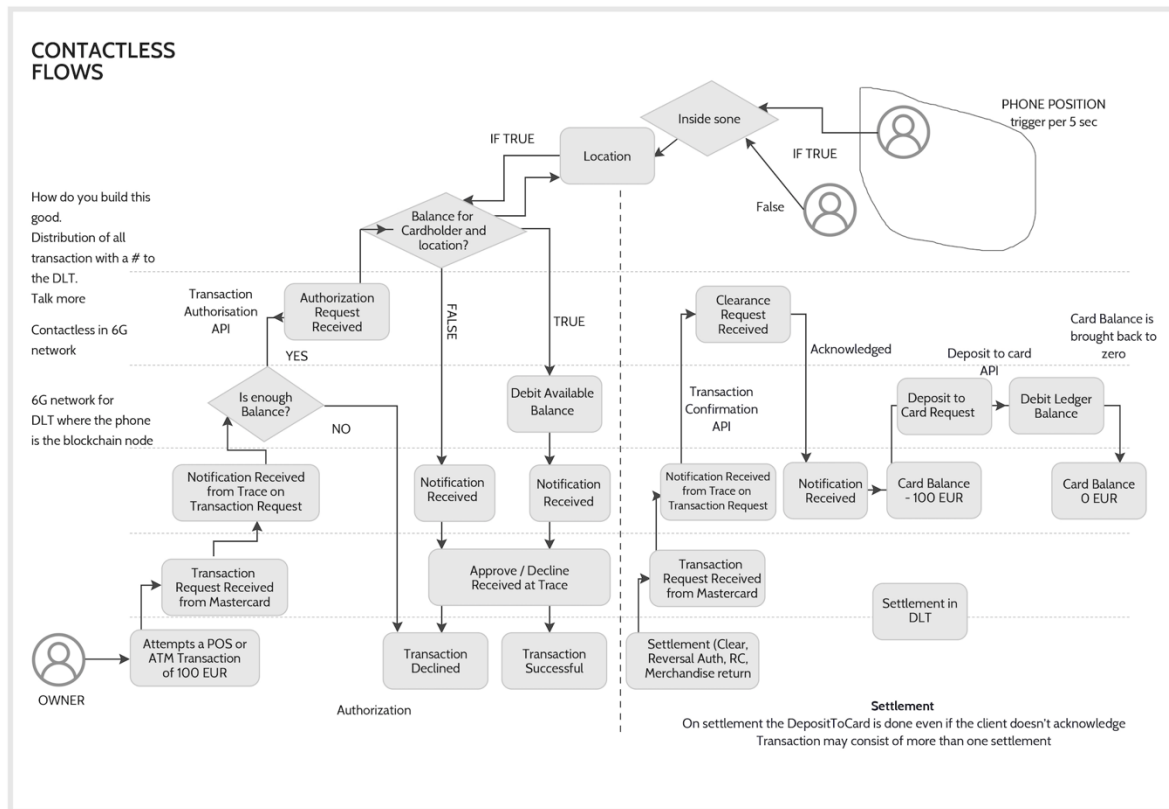 CONTACTLESS
FLOWS
Inside sone
PHONE POSITION
trigger per 5 sec
IF TRUE
False
IF TRUE
Location
How do you build this
good.
Distribution of all
transaction with a # to
the DLT.
Talk more
Contactless in 6G
network
6G network for
DLT where the phone
is the blockchain node
Balance for
Cardholder and
location?
Transaction
Authorisation
API
Authorization
Request
Received
FALSE
TRUE
YES
Is enough
Balance?
NO
Debit Available
Balance
Notification Received
from Trace on
Transaction Request
Notification
Received
Notification
Received
Transaction
Request Received
from Mastercard
Approve / Decline
Received at Trace
OWNER
Attempts a POS or
ATM Transaction
of 100 EUR
Transaction
Declined
Transaction
Successful
Authorization
Clearance
Request
Received
Acknowledged
Card Balance is
brought back to
zero
Deposit to card
API
Transaction
Confirmation
API
Deposit to
Card Request
Debit Ledger
Balance
Notification Received
from Trace on
Transaction Request
Notification
Received
Card Balance
- 100 EUR
Card Balance
0 EUR
Transaction
Request Received
from Mastercard
Settlement in
DLT
Settlement (Clear,
Reversal Auth, RC,
Merchandise return
Settlement
On settlement the DepositToCard is done even if the client doesn't acknowledge
Transaction may consist of more than one settlement